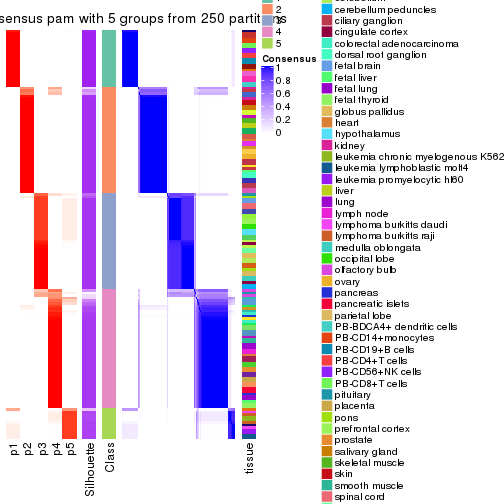 sensus pam with 5 groups from 250 partitions
2
3
4
5
Consensus
1
0.8
0.6
0.4
0.2
0
p1
p2
p3
p4
p5
Silhouette
Class
tissue
cerebellum peduncles
ciliary ganglion
cingulate cortex
colorectal adenocarcinoma
dorsal root ganglion
fetal brain
fetal liver
fetal lung
fetal thyroid
globus pallidus
heart
hypothalamus
kidney
leukemia chronic myelogenous K562
leukemia lymphoblastic molt4
leukemia promyelocytic hl60
liver
lung
lymph node
lymphoma burkitts daudi
lymphoma burkitts raji
medulla oblongata
occipital lobe
olfactory bulb
ovary
pancreas
pancreatic islets
parietal lobe
PB-BDCA4+ dendritic cells
PB-CD14+monocytes
PB-CD19+B cells
PB-CD4+T cells
PB-CD56+NK cells
PB-CD8+T cells
pituitary
placenta
pons
prefrontal cortex
prostate
salivary gland
skeletal muscle
skin
smooth muscle
spinal cord